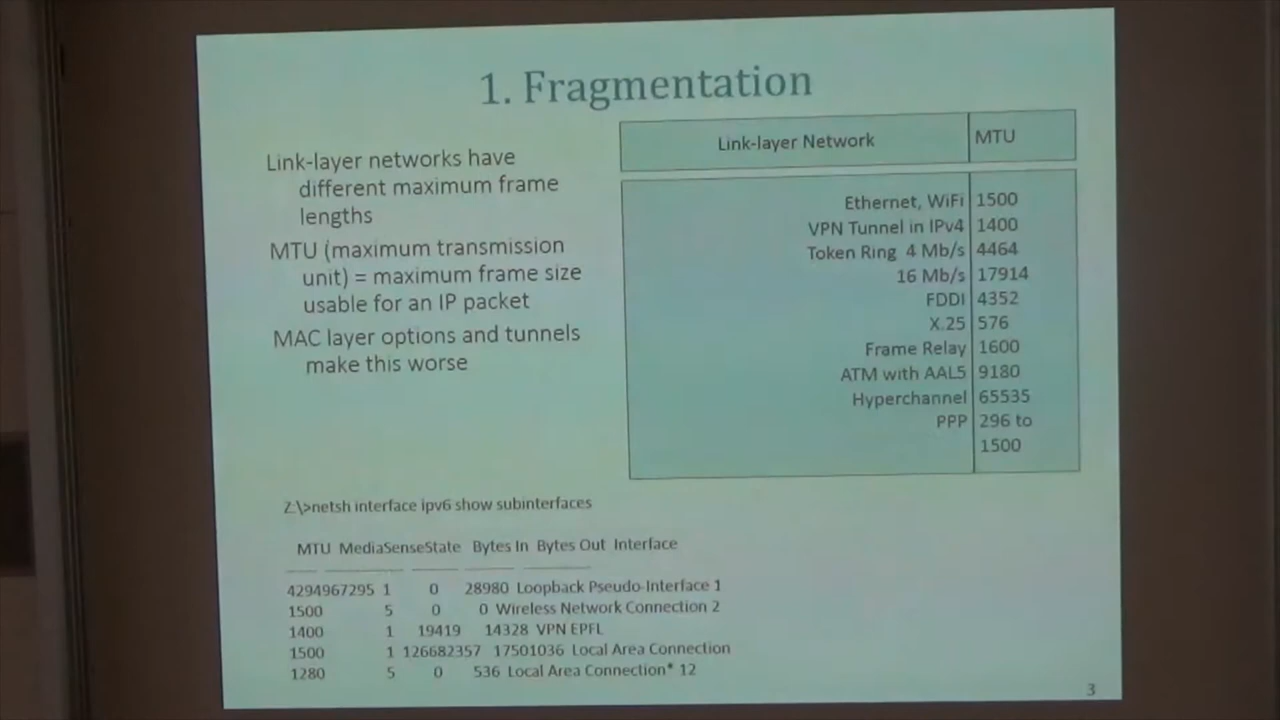 1. Fragmentation
Link-layer networks have
different maximum frame
lengths
MTU (maximum transmission
unit) = maximum frame size
usable for an IP packet
MAC layer options and tunnels
make this worse
Link-layer Network MTU
Ethernet, WiFi 1500
VPN Tunnel in IPv4 1400
Token Ring 4 Mb/s 4464
16 Mb/s 17914
FDDI 4352
X.25 576
Frame Relay 1600
ATM with AAL5 9180
Hyperchannel 65535
PPP 296 to
1500
Z:\>netsh interface ipv6 show subinterfaces
MTU MediaSenseState Bytes In Bytes Out Interface
4294967295 1 0 28980 Loopback Pseudo-Interface 1
1500 5 0 0 Wireless Network Connection 2
1400 1 19419 14328 VPN EPFL
1500 1 126682357 17501036 Local Area Connection
1280 5 0 536 Local Area Connection* 12
3